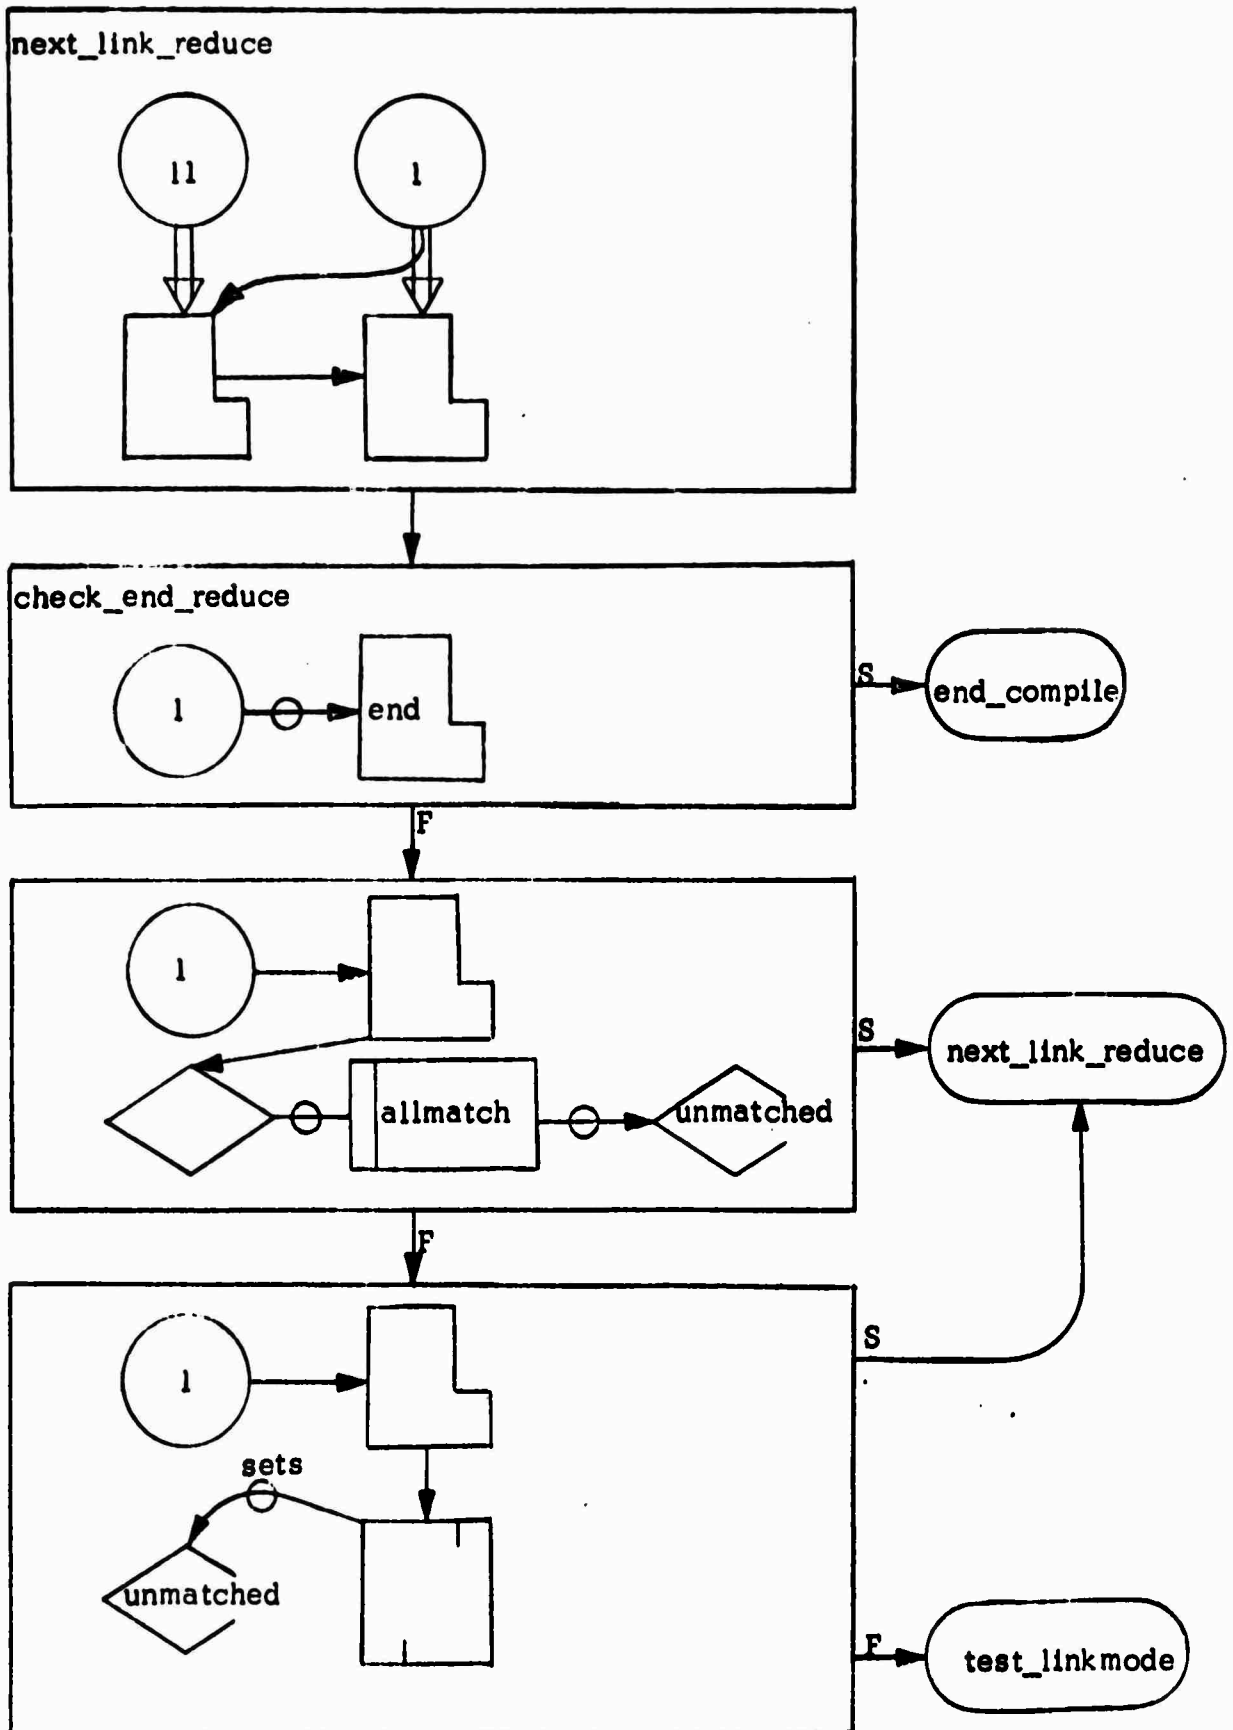 next_link_reduce
11 1
check_end_reduce
1 end
S
end_compile
F
1
S
next_link_reduce
allmatch unmatched
F
1
S
sets
unmatched
F
test_linkmode